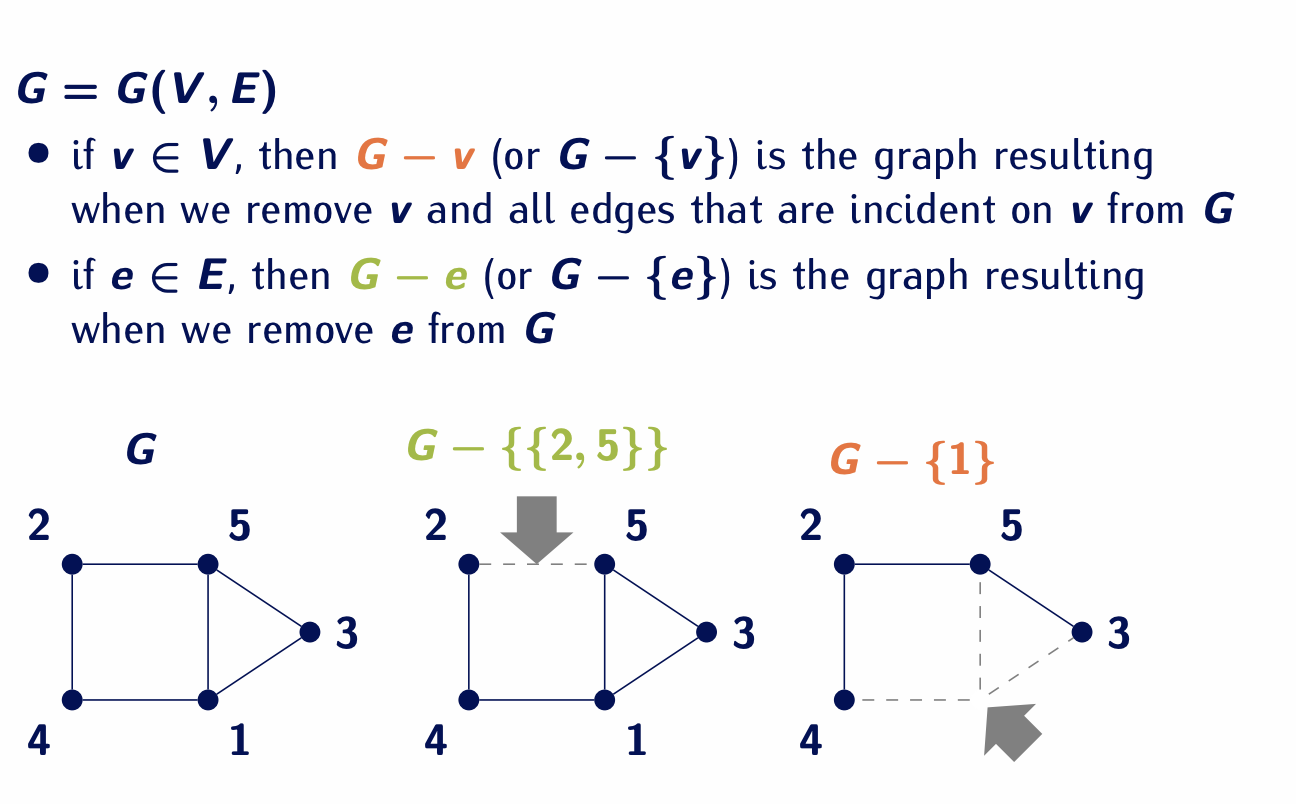 G = G(V, E)
• if v ∈ V, then G − v (or G − {v}) is the graph resulting
when we remove v and all edges that are incident on v from G
• if e ∈ E, then G − e (or G − {e}) is the graph resulting
when we remove e from G
G
G − {{2, 5}}
G − {1}
2 5
2 5
2 5
3
3
3
4 1
4 1
4